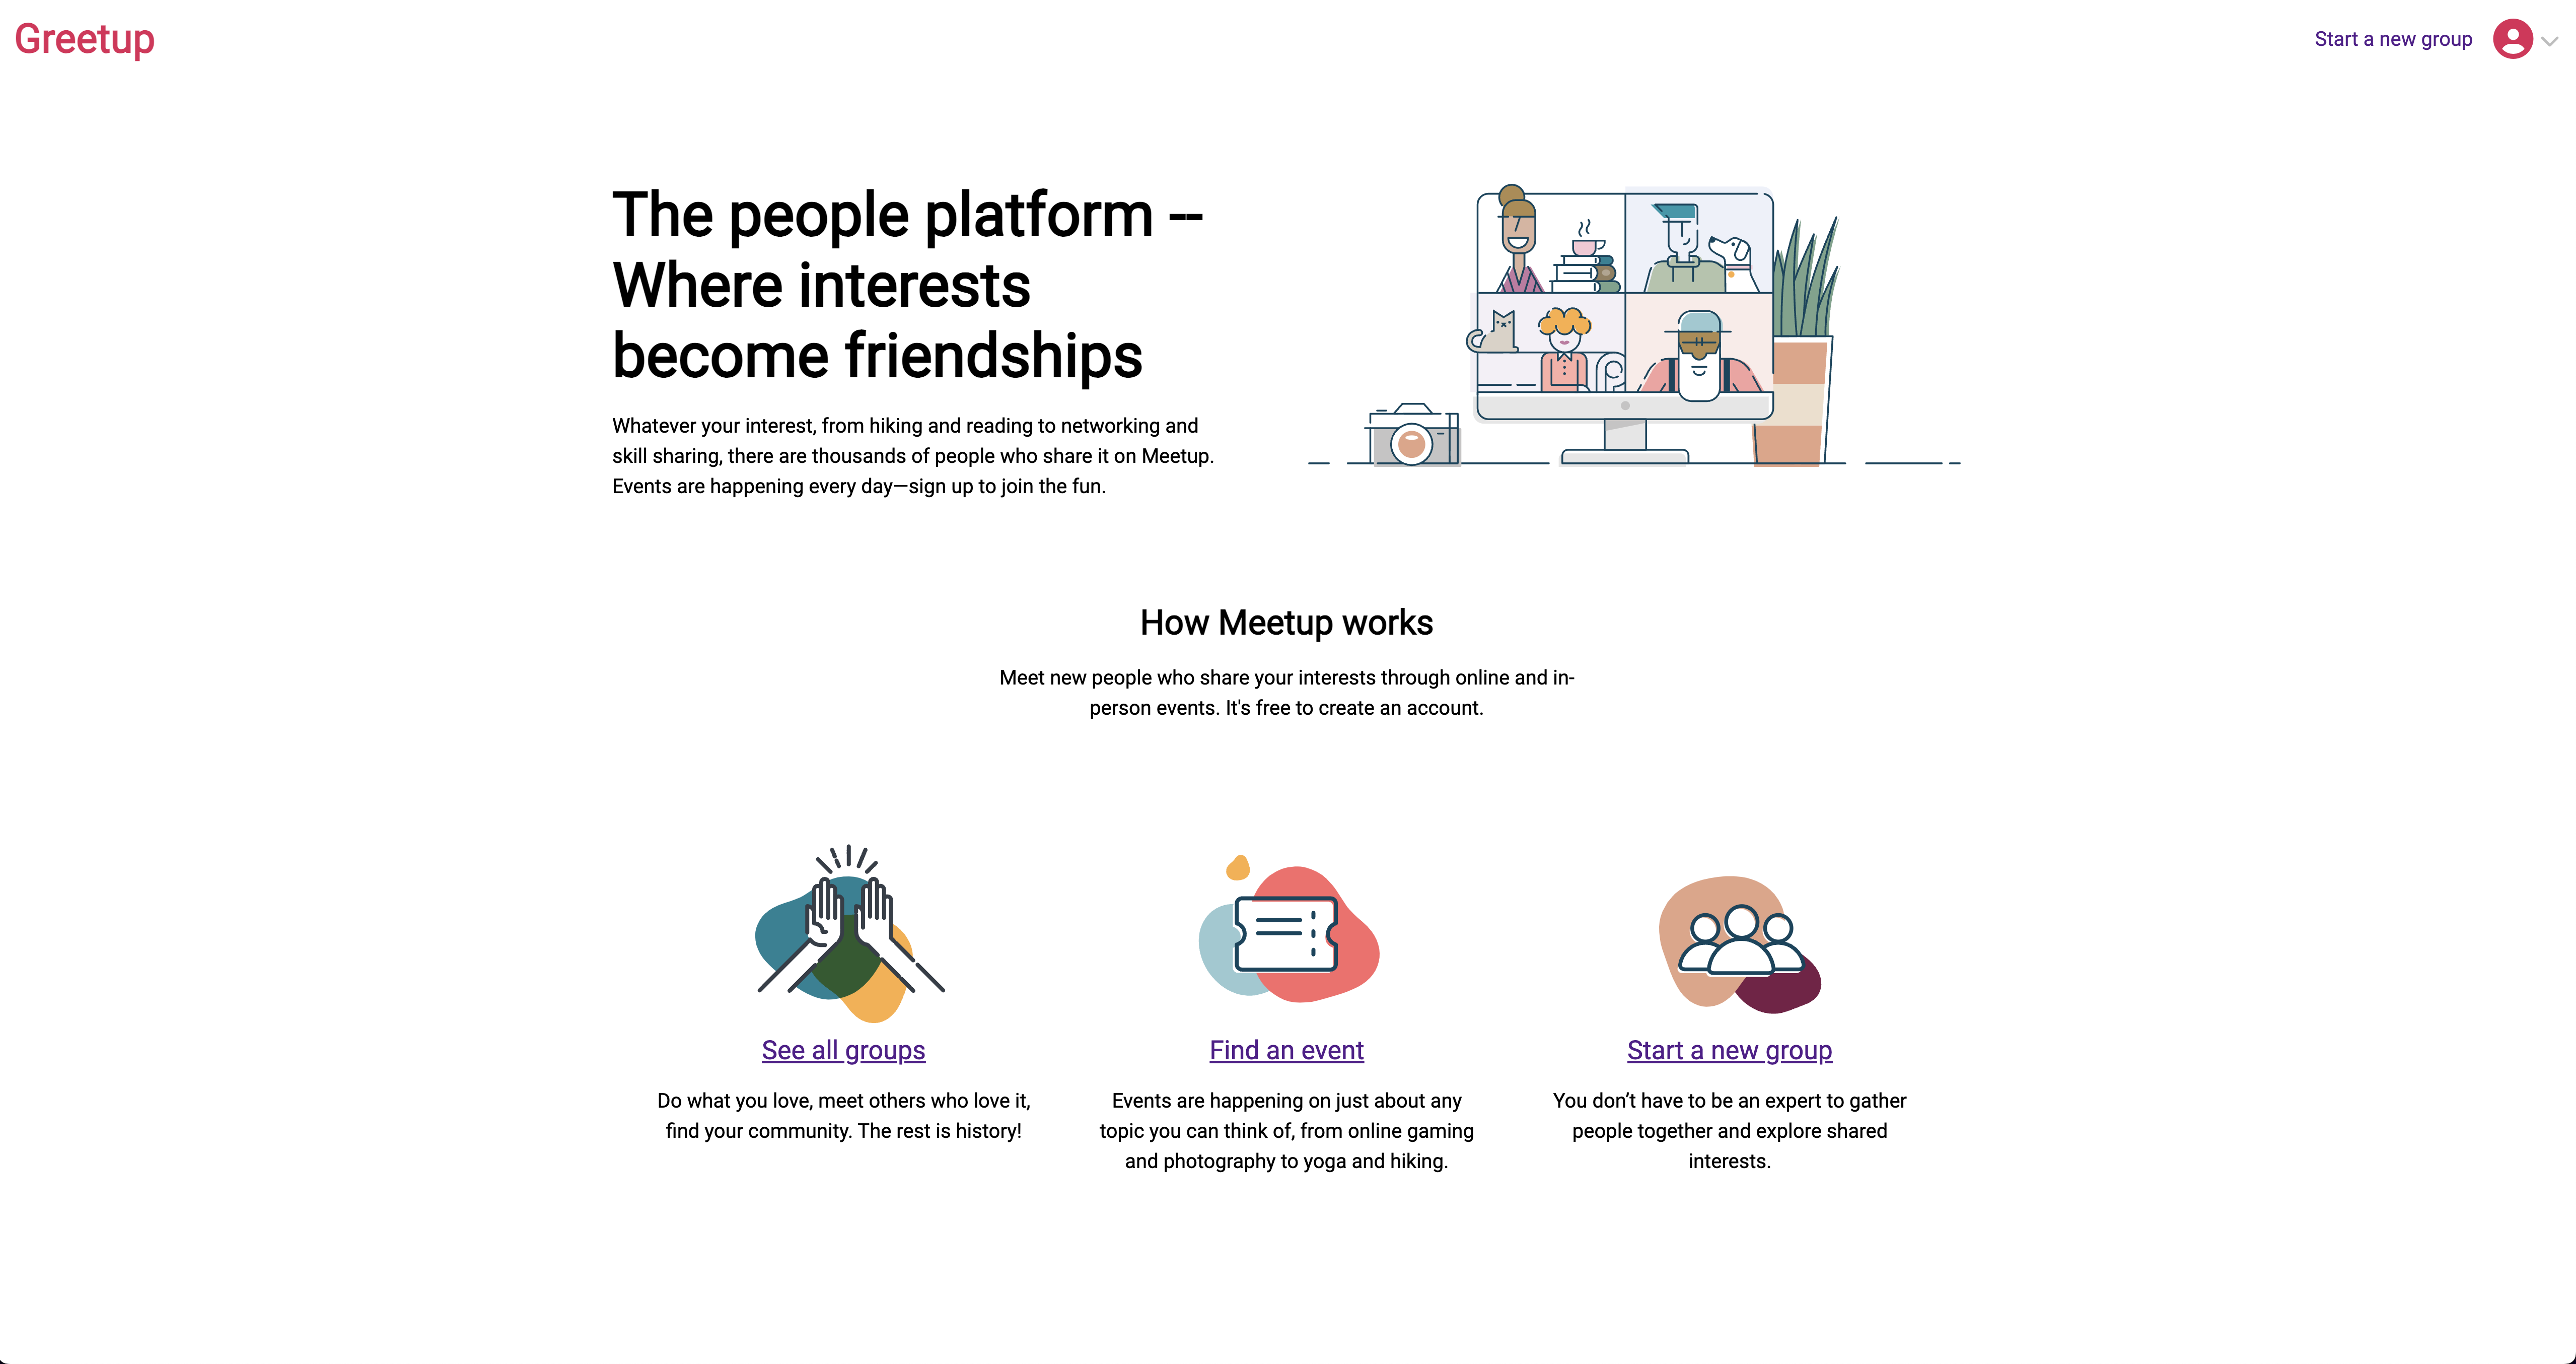 Greetup
Start a new group
The people platform --
Where interests
become friendships
Whatever your interest, from hiking and reading to networking and
skill sharing, there are thousands of people who share it on Meetup.
Events are happening every day—sign up to join the fun.
How Meetup works
Meet new people who share your interests through online and in-
person events. It's free to create an account.
See all groups
Do what you love, meet others who love it,
find your community. The rest is history!
Find an event
Events are happening on just about any
topic you can think of, from online gaming
and photography to yoga and hiking.
Start a new group
You don’t have to be an expert to gather
people together and explore shared
interests.